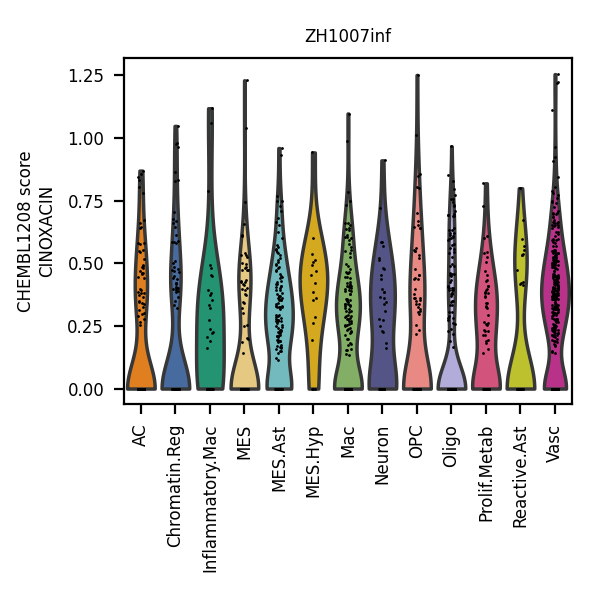 ZH1007inf
CHEMBL1208 score
CINOXACIN
1.25
1.00
0.75
0.50
0.25
0.00
AC
Chromatin.Reg
Inflammatory.Mac
MES
MES.Ast
MES.Hyp
Mac
Neuron
OPC
Oligo
Prolif.Metab
Reactive.Ast
Vasc